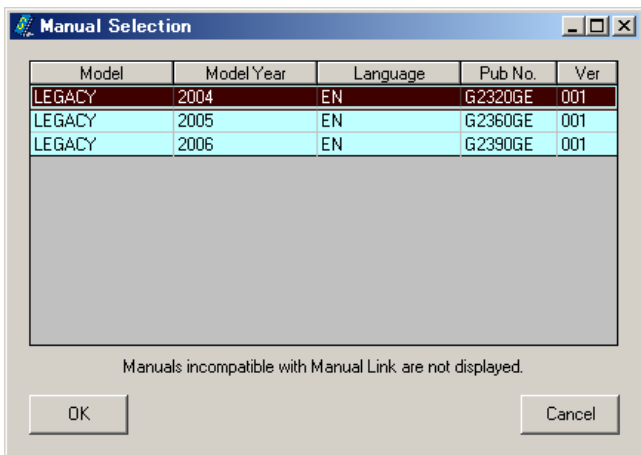 Manual Selection
Model Model Year Language Pub No. Ver
LEGACY 2004 EN G2320GE 001
LEGACY 2005 EN G2360GE 001
LEGACY 2006 EN G2390GE 001
Manuals incompatible with Manual Link are not displayed.
OK Cancel